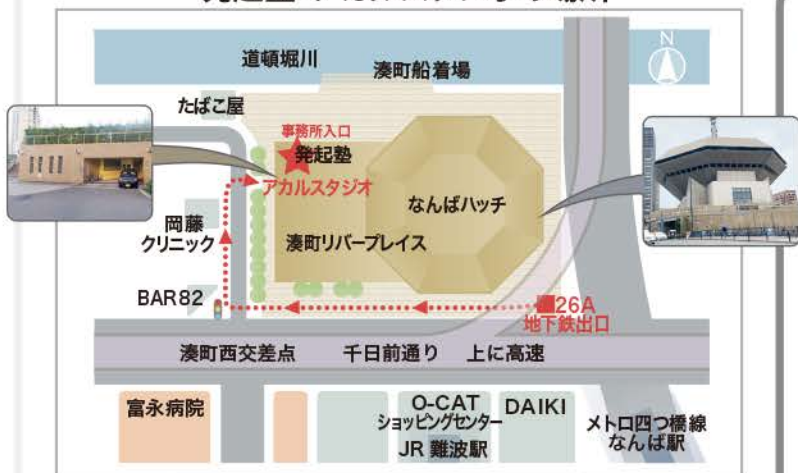 道頓堀川
湊町船着場
N
たばこ屋
事務所入口
発起塾
アカルスタジオ
なんばハッチ
岡藤
クリニック
湊町リバープレイス
BAR82
26A
地下鉄出口
湊町西交差点
千日前通り
上に高速
富永病院
O-CAT
ショッピングセンター
JR 難波駅
DAIKI
メトロ四つ橋線
なんば駅